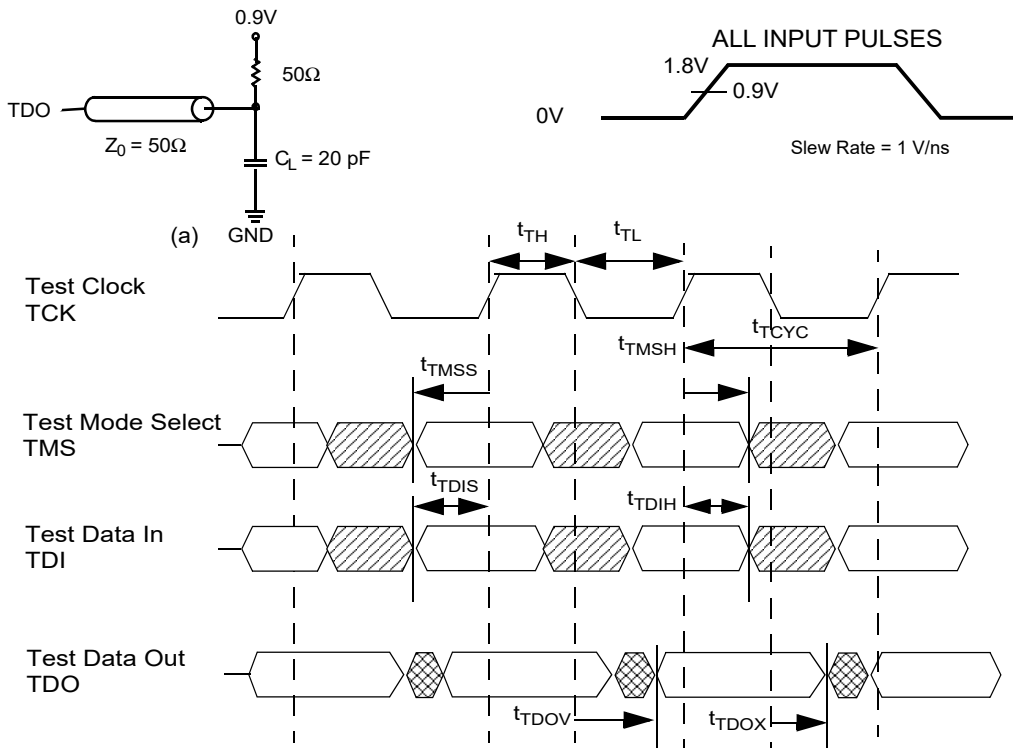 0.9V
50Ω
TDO
Z0 = 50Ω
CL = 20 pF
(a) GND
ALL INPUT PULSES
1.8V
0.9V
0V
Slew Rate = 1 V/ns
tTH
tTL
Test Clock
TCK
tTCYC
tTMSH
tTMSS
Test Mode Select
TMS
tTDIS
tTDIH
Test Data In
TDI
Test Data Out
TDO
tTDOV
tTDOX